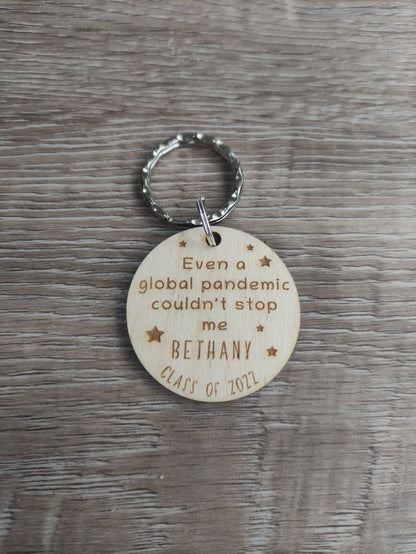 Even a
global pandemic
couldn't stop
me
BETHANY
CLASS OF 2022